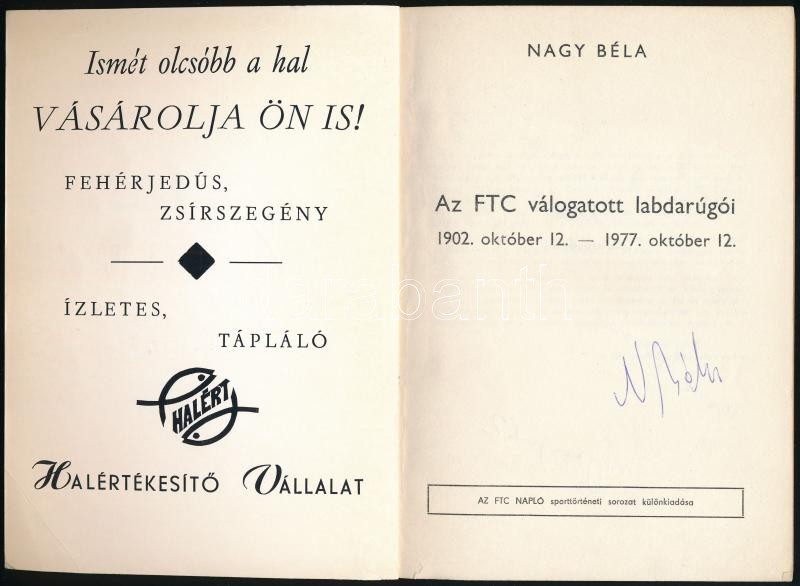 Ismét olcsóbb a hal
VÁSÁROLJA ÖN IS!
FEHÉRJEDÚS,
ZSÍRSZEGÉNY
ÍZLETES,
TÁPLÁLÓ
HALÉRT
HALÉRTÉKESÍTŐ VÁLLALAT
NAGY BÉLA
Az FTC válogatott labdarúgói
1902. október 12. — 1977. október 12.
N Béla
AZ FTC NAPLÓ sporttörténeti sorozat különkiadása